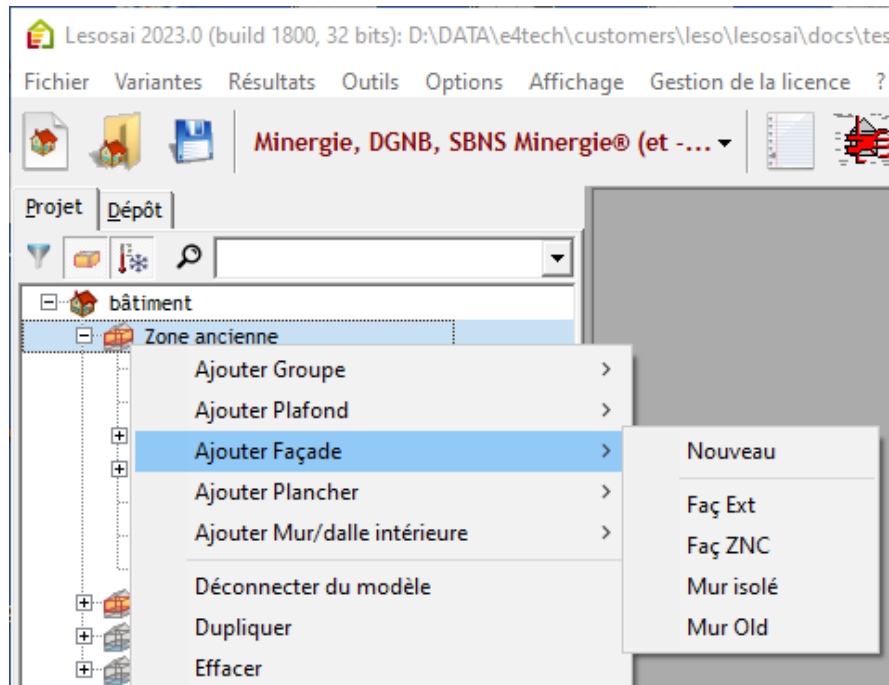 Lesosai 2023.0 (build 1800, 32 bits): D:\DATA\e4tech\customers\leso\lesosai\docs\tes
Fichier Variantes Résultats Outils Options Affichage Gestion de la licence ?
Minergie, DGNB, SBNS Minergie® (et -...
Projet Dépôt
bâtiment
Zone ancienne
Ajouter Groupe
Ajouter Plafond
Ajouter Façade
Ajouter Plancher
Ajouter Mur/dalle intérieure
Déconnecter du modèle
Dupliquer
Effacer
Nouveau
Faç Ext
Faç ZNC
Mur isolé
Mur Old